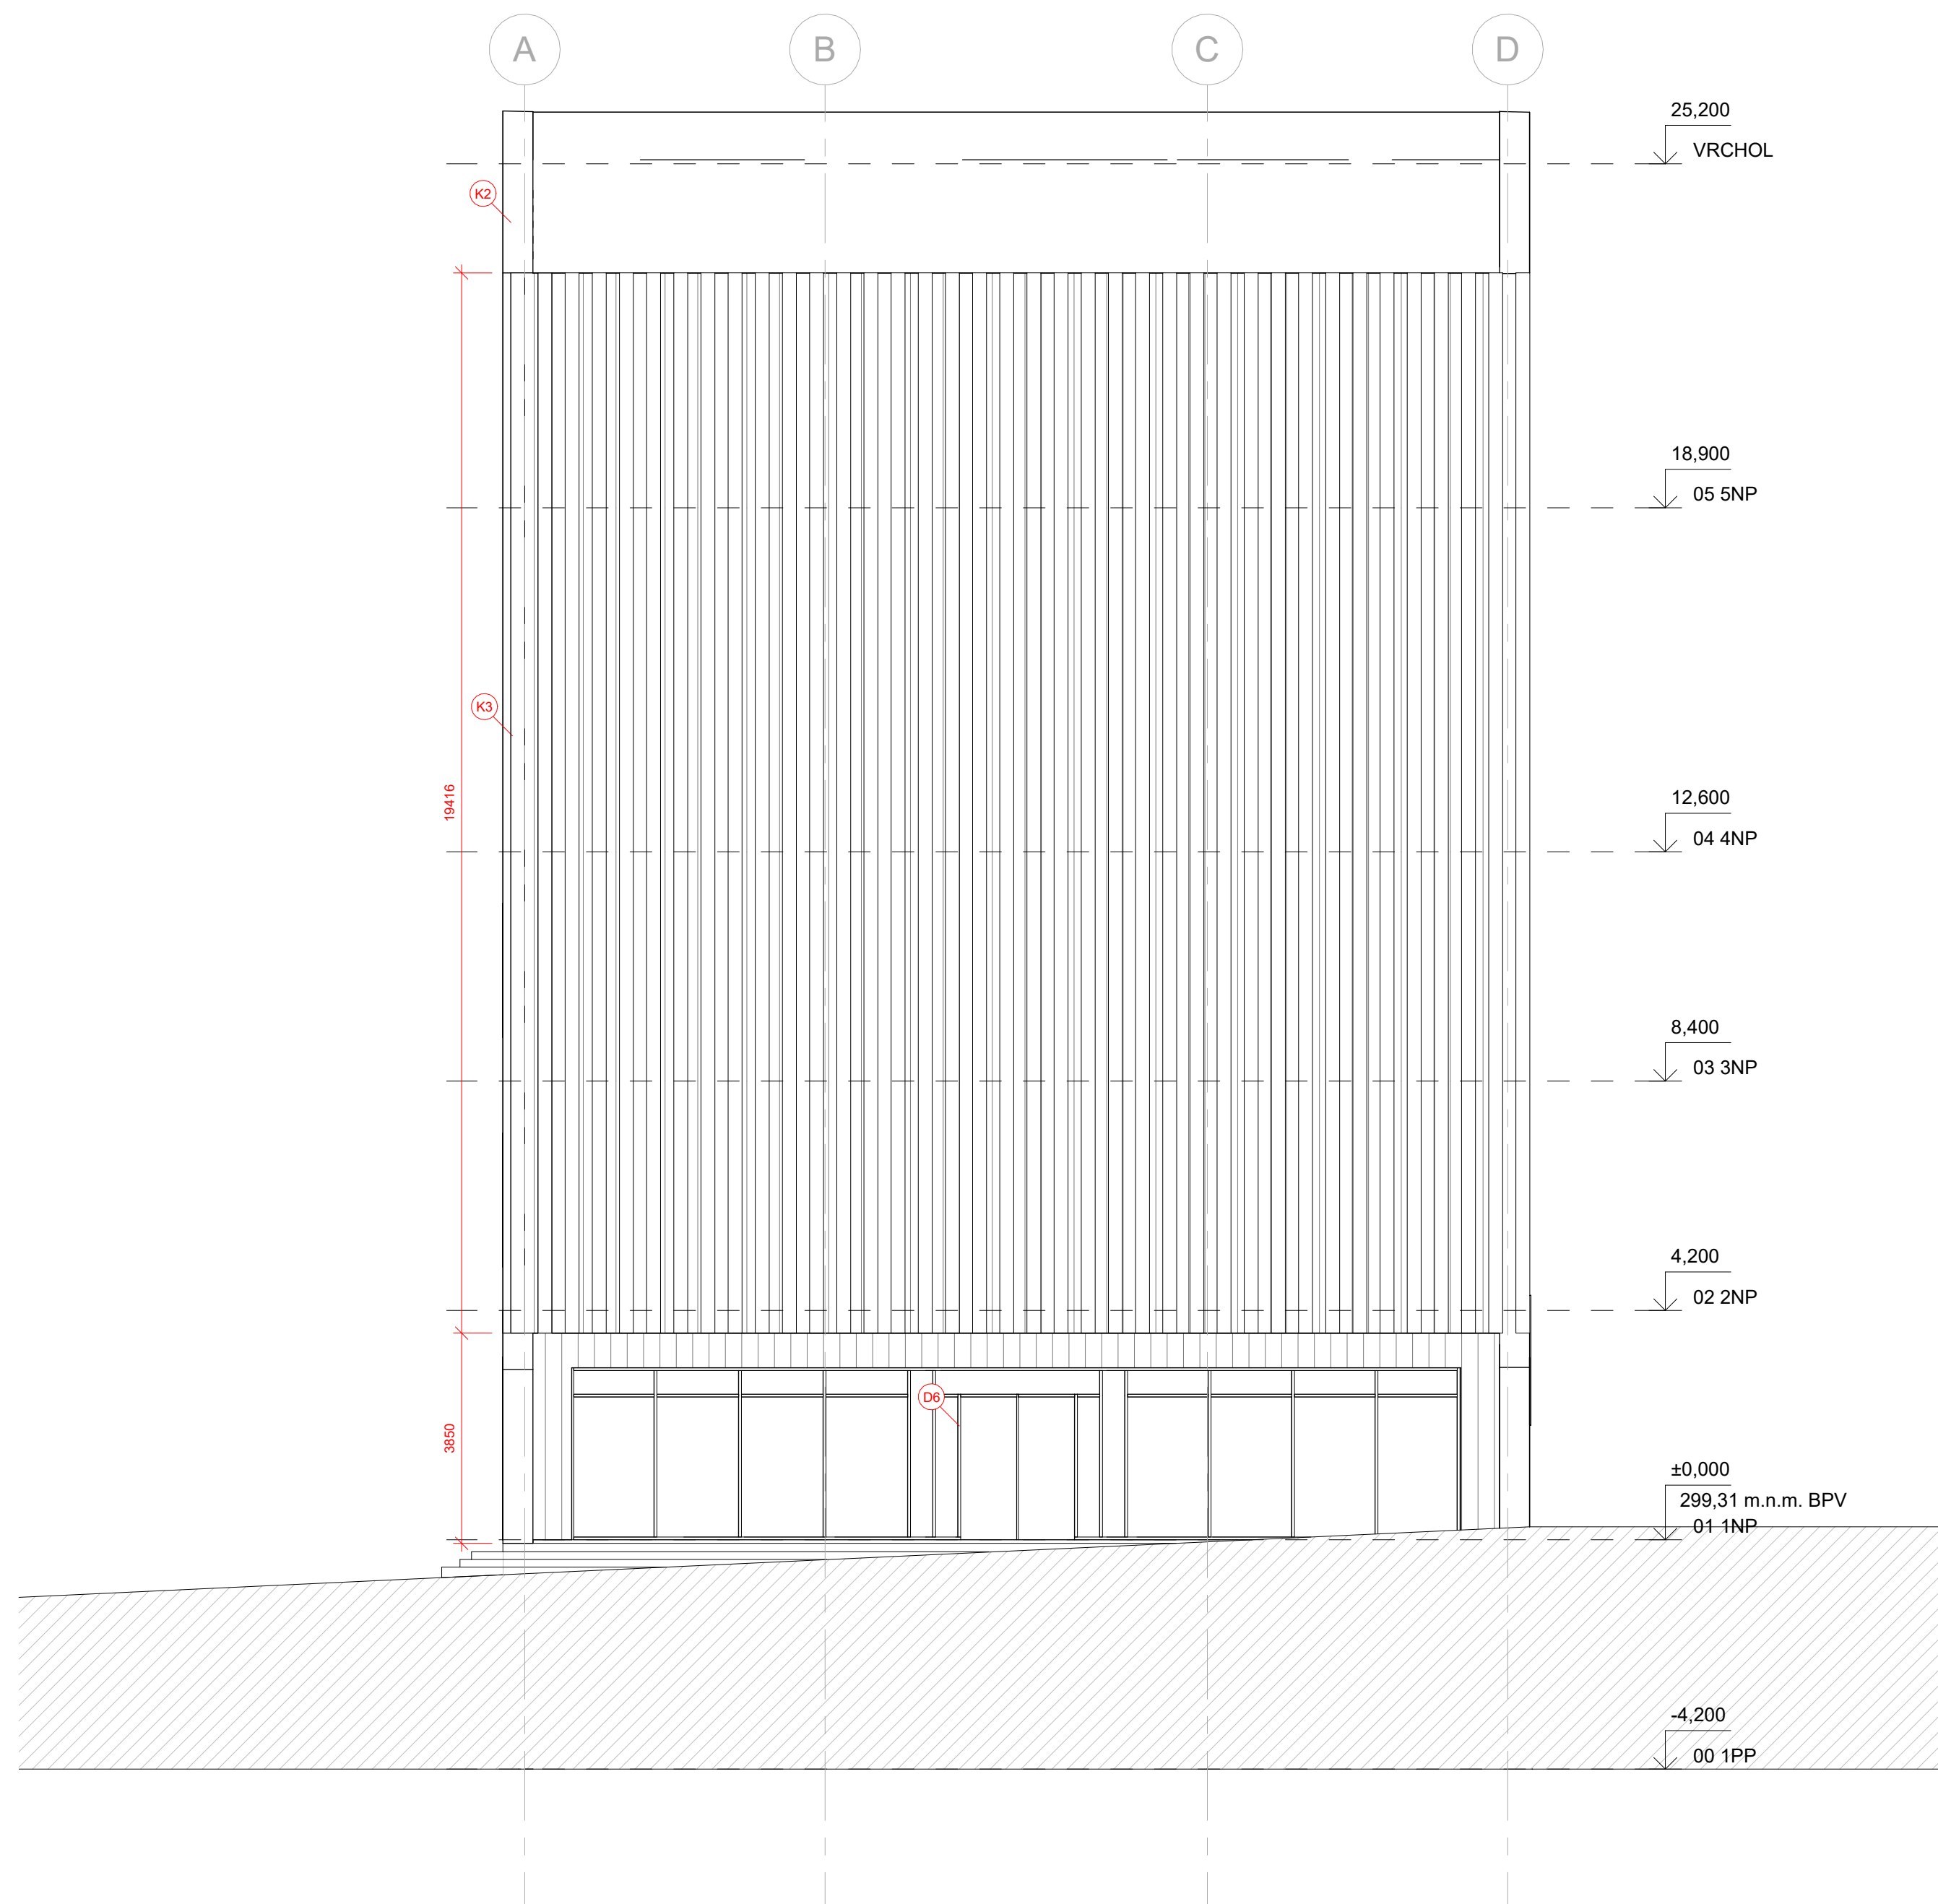 A
B
C
D
25,200
VRCHOL
K2
18,900
05 5NP
K3
19416
12,600
04 4NP
8,400
03 3NP
4,200
02 2NP
D6
3850
±0,000
299,31 m.n.m. BPV
01 1NP
-4,200
00 1PP